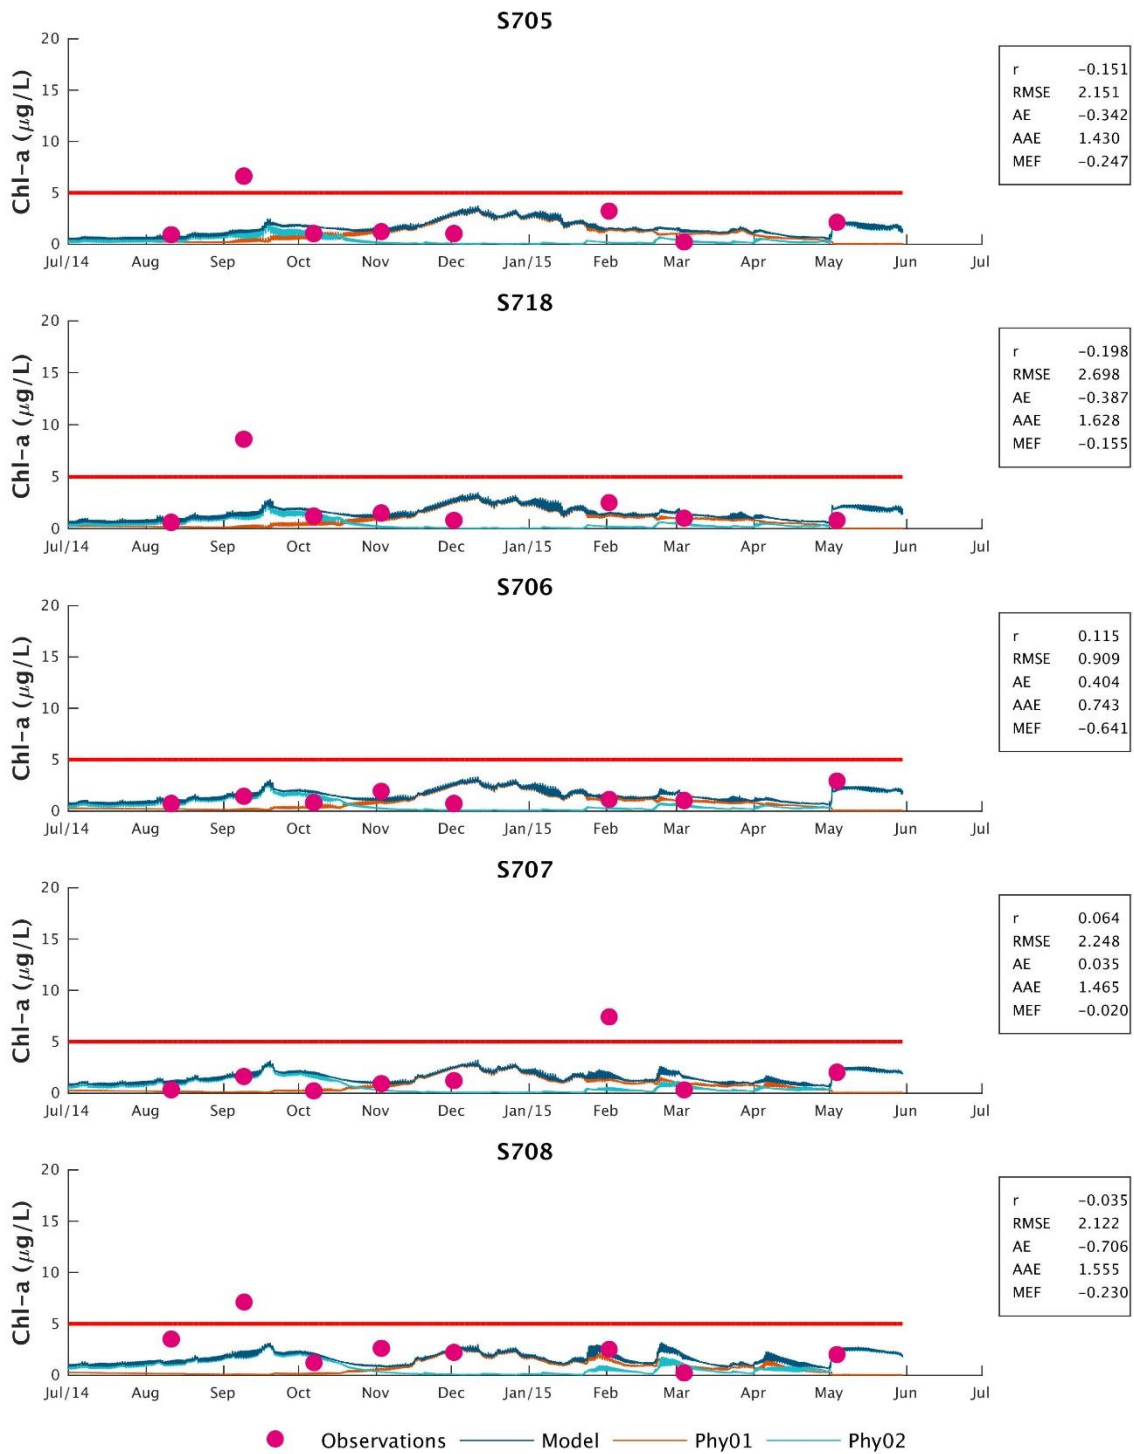 S705
Chl-a (μg/L)
20
15
10
5
0
Jul/14 Aug Sep Oct Nov Dec Jan/15 Feb Mar Apr May Jun Jul
r -0.151
RMSE 2.151
AE -0.342
AAE 1.430
MEF -0.247
S718
Chl-a (μg/L)
20
15
10
5
0
Jul/14 Aug Sep Oct Nov Dec Jan/15 Feb Mar Apr May Jun Jul
r -0.198
RMSE 2.698
AE -0.387
AAE 1.628
MEF -0.155
S706
Chl-a (μg/L)
20
15
10
5
0
Jul/14 Aug Sep Oct Nov Dec Jan/15 Feb Mar Apr May Jun Jul
r 0.115
RMSE 0.909
AE 0.404
AAE 0.743
MEF -0.641
S707
Chl-a (μg/L)
20
15
10
5
0
Jul/14 Aug Sep Oct Nov Dec Jan/15 Feb Mar Apr May Jun Jul
r 0.064
RMSE 2.248
AE 0.035
AAE 1.465
MEF -0.020
S708
Chl-a (μg/L)
20
15
10
5
0
Jul/14 Aug Sep Oct Nov Dec Jan/15 Feb Mar Apr May Jun Jul
r -0.035
RMSE 2.122
AE -0.706
AAE 1.555
MEF -0.230
Observations Model Phy01 Phy02